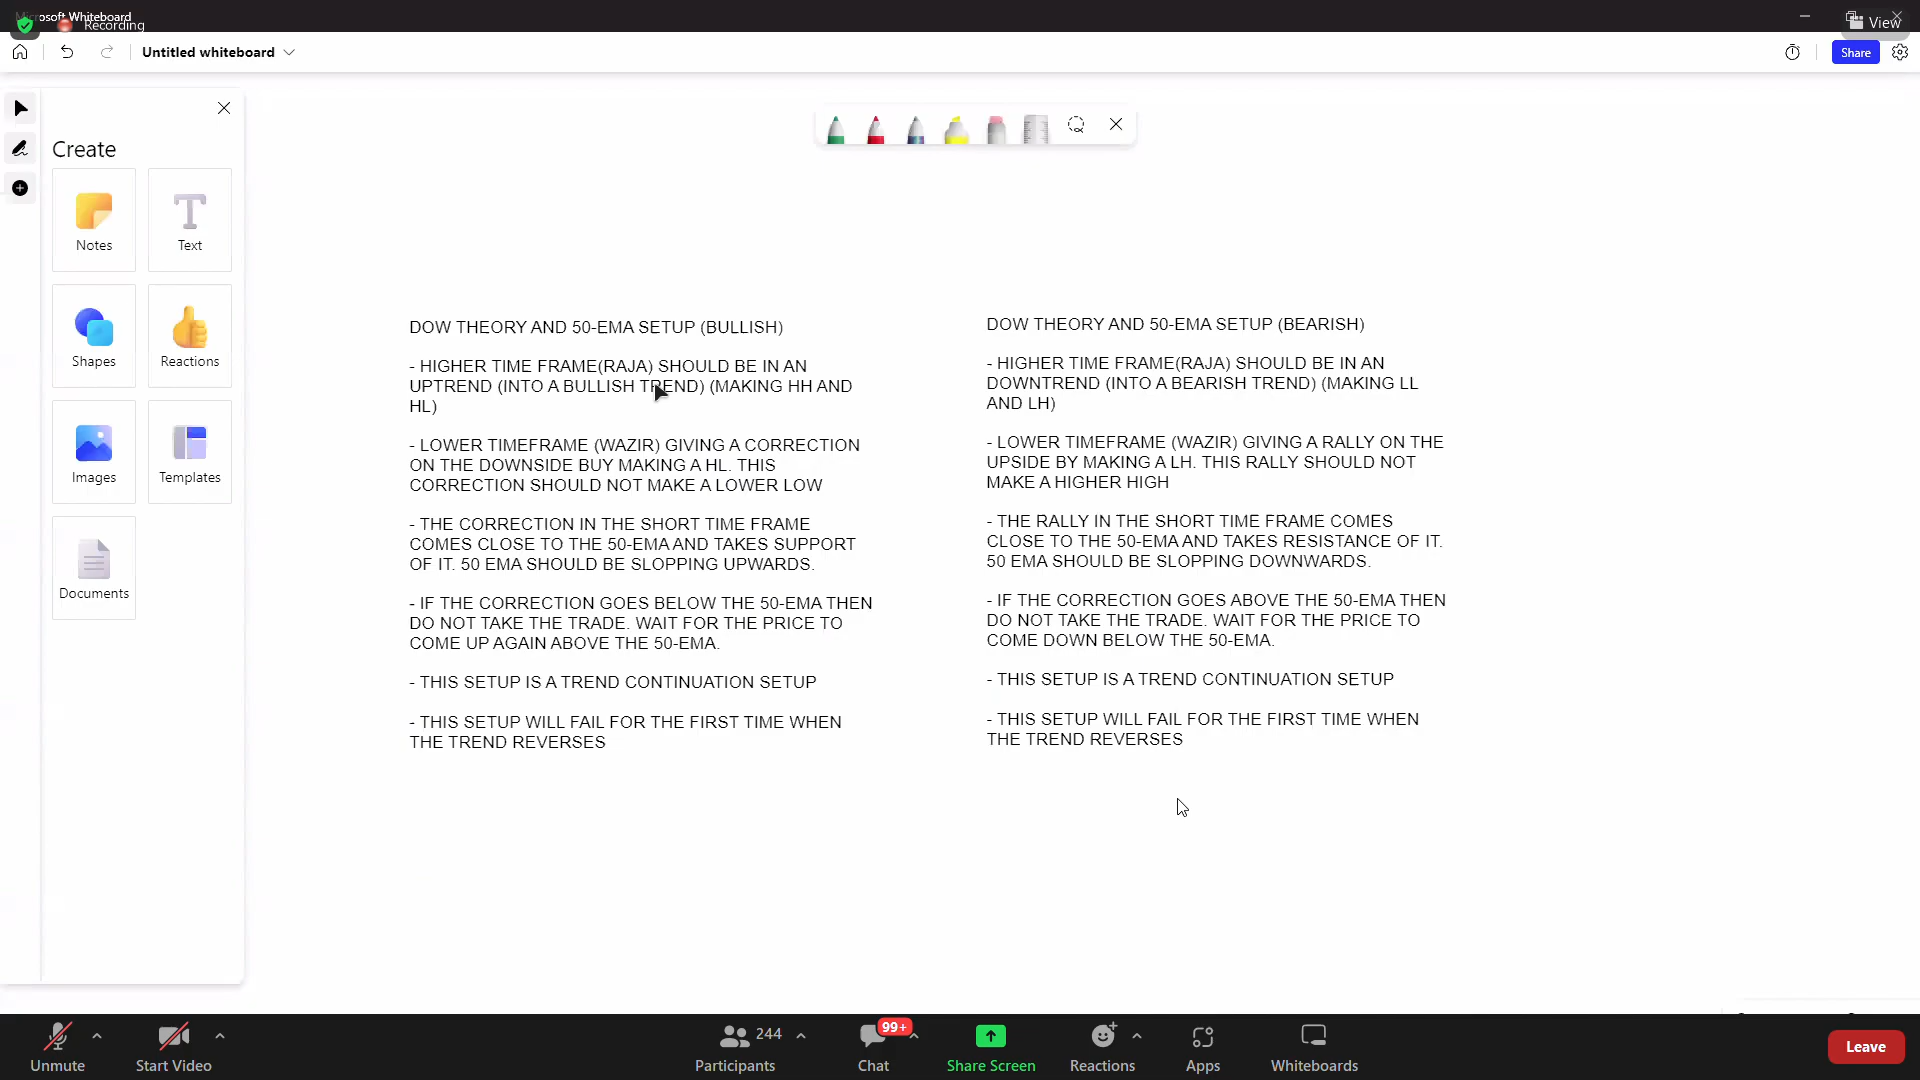 Microsoft Whiteboard
Recording
View
Untitled whiteboard
Share
Create
Notes
Text
Shapes
Reactions
Images
Templates
Documents
DOW THEORY AND 50-EMA SETUP (BULLISH)
- HIGHER TIME FRAME(RAJA) SHOULD BE IN AN
UPTREND (INTO A BULLISH TREND) (MAKING HH AND
HL)
- LOWER TIMEFRAME (WAZIR) GIVING A CORRECTION
ON THE DOWNSIDE BUY MAKING A HL. THIS
CORRECTION SHOULD NOT MAKE A LOWER LOW
- THE CORRECTION IN THE SHORT TIME FRAME
COMES CLOSE TO THE 50-EMA AND TAKES SUPPORT
OF IT. 50 EMA SHOULD BE SLOPPING UPWARDS.
- IF THE CORRECTION GOES BELOW THE 50-EMA THEN
DO NOT TAKE THE TRADE. WAIT FOR THE PRICE TO
COME UP AGAIN ABOVE THE 50-EMA.
- THIS SETUP IS A TREND CONTINUATION SETUP
- THIS SETUP WILL FAIL FOR THE FIRST TIME WHEN
THE TREND REVERSES
DOW THEORY AND 50-EMA SETUP (BEARISH)
- HIGHER TIME FRAME(RAJA) SHOULD BE IN AN
DOWNTREND (INTO A BEARISH TREND) (MAKING LL
AND LH)
- LOWER TIMEFRAME (WAZIR) GIVING A RALLY ON THE
UPSIDE BY MAKING A LH. THIS RALLY SHOULD NOT
MAKE A HIGHER HIGH
- THE RALLY IN THE SHORT TIME FRAME COMES
CLOSE TO THE 50-EMA AND TAKES RESISTANCE OF IT.
50 EMA SHOULD BE SLOPPING DOWNWARDS.
- IF THE CORRECTION GOES ABOVE THE 50-EMA THEN
DO NOT TAKE THE TRADE. WAIT FOR THE PRICE TO
COME DOWN BELOW THE 50-EMA.
- THIS SETUP IS A TREND CONTINUATION SETUP
- THIS SETUP WILL FAIL FOR THE FIRST TIME WHEN
THE TREND REVERSES
Unmute
Start Video
244
Participants
99+
Chat
Share Screen
Reactions
Apps
Whiteboards
Leave